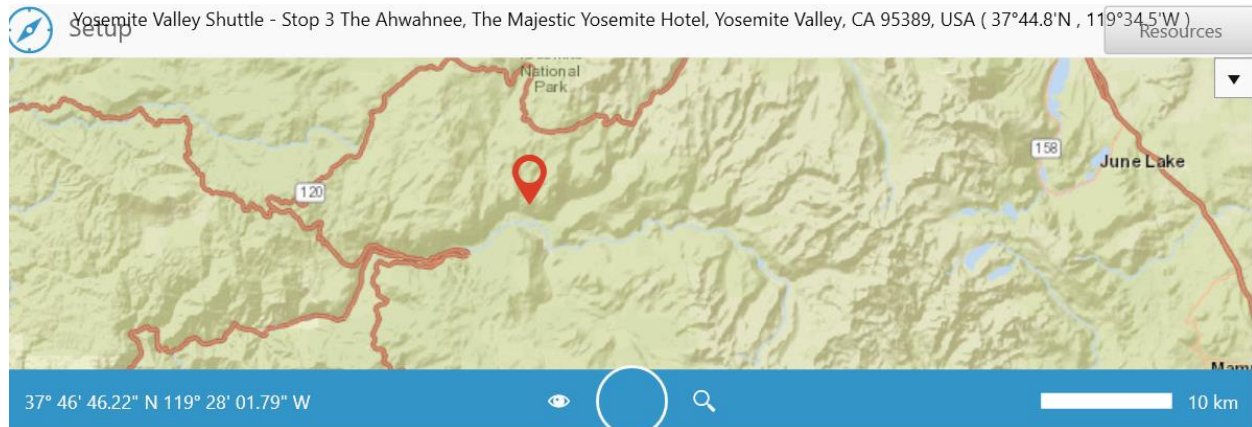 Yosemite Valley Shuttle - Stop 3 The Ahwahnee, The Majestic Yosemite Hotel, Yosemite Valley, CA 95389, USA ( 37°44.8'N , 119°34.5'W )
Setup
Resources
National
Park
120
158
June Lake
37° 46' 46.22" N 119° 28' 01.79" W
10 km